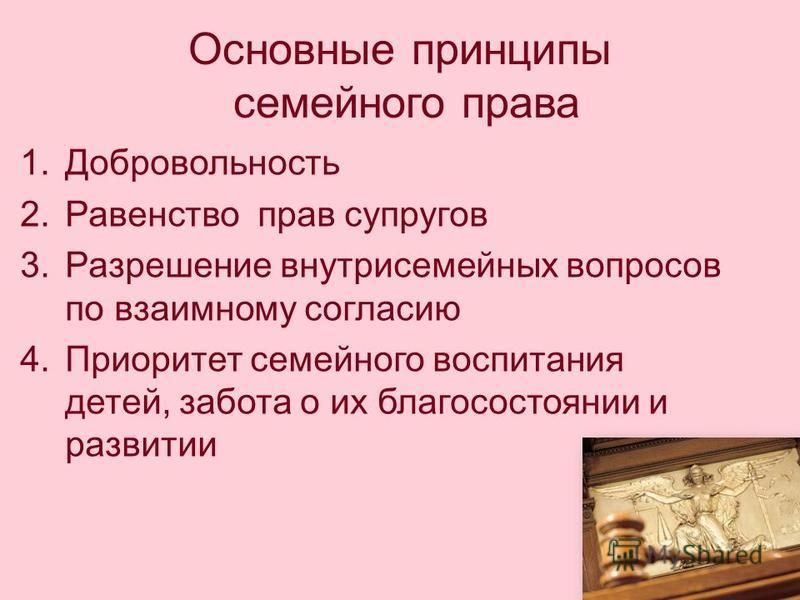 Основные принципы
семейного права
1. Добровольность
2. Равенство прав супругов
3. Разрешение внутрисемейных вопросов
по взаимному согласию
4. Приоритет семейного воспитания
детей, забота о их благосостоянии и
развитии
MyShared